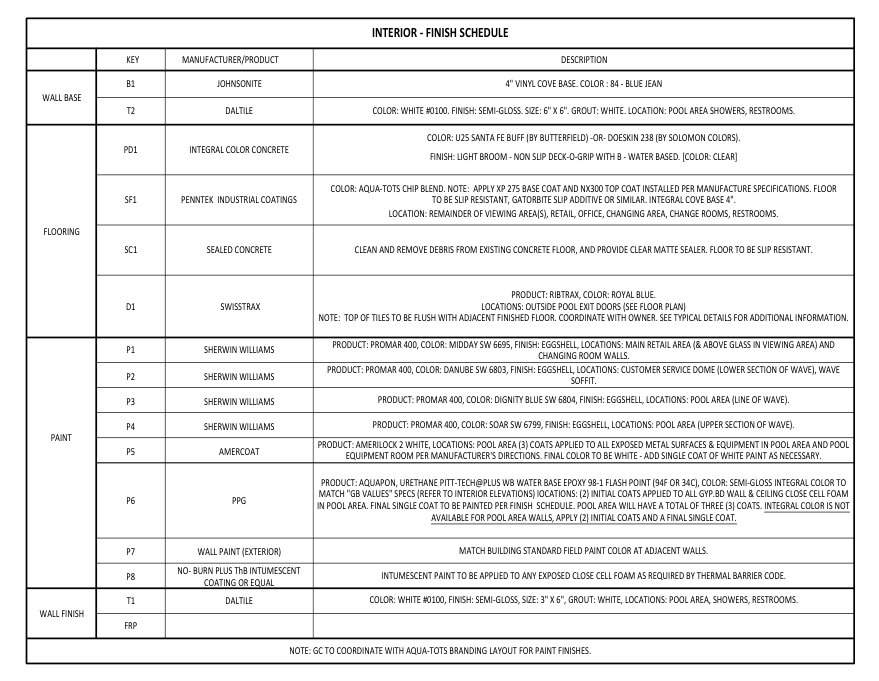 INTERIOR - FINISH SCHEDULE
KEY MANUFACTURER/PRODUCT DESCRIPTION
WALL BASE
B1 JOHNSONITE 4" VINYL COVE BASE. COLOR : 84 - BLUE JEAN
T2 DALTILE COLOR: WHITE #0100. FINISH: SEMI-GLOSS. SIZE: 6" X 6". GROUT: WHITE. LOCATION: POOL AREA SHOWERS, RESTROOMS.
FLOORING
PD1 INTEGRAL COLOR CONCRETE
COLOR: U25 SANTA FE BUFF (BY BUTTERFIELD) -OR- DOESKIN 238 (BY SOLOMON COLORS).
FINISH: LIGHT BROOM - NON SLIP DECK-O-GRIP WITH B - WATER BASED. [COLOR: CLEAR]
SF1 PENNTEK INDUSTRIAL COATINGS
COLOR: AQUA-TOTS CHIP BLEND. NOTE: APPLY XP 275 BASE COAT AND NX300 TOP COAT INSTALLED PER MANUFACTURE SPECIFICATIONS. FLOOR
TO BE SLIP RESISTANT, GATORBITE SLIP ADDITIVE OR SIMILAR. INTEGRAL COVE BASE 4".
LOCATION: REMAINDER OF VIEWING AREA(S), RETAIL, OFFICE, CHANGING AREA, CHANGE ROOMS, RESTROOMS.
SC1 SEALED CONCRETE CLEAN AND REMOVE DEBRIS FROM EXISTING CONCRETE FLOOR, AND PROVIDE CLEAR MATTE SEALER. FLOOR TO BE SLIP RESISTANT.
D1 SWISSTRAX
PRODUCT: RIBTRAX, COLOR: ROYAL BLUE.
LOCATIONS: OUTSIDE POOL EXIT DOORS (SEE FLOOR PLAN)
NOTE: TOP OF TILES TO BE FLUSH WITH ADJACENT FINISHED FLOOR. COORDINATE WITH OWNER. SEE TYPICAL DETAILS FOR ADDITIONAL INFORMATION.
PAINT
P1 SHERWIN WILLIAMS
PRODUCT: PROMAR 400, COLOR: MIDDAY SW 6695, FINISH: EGGSHELL, LOCATIONS: MAIN RETAIL AREA (& ABOVE GLASS IN VIEWING AREA) AND
CHANGING ROOM WALLS.
P2 SHERWIN WILLIAMS
PRODUCT: PROMAR 400, COLOR: DANUBE SW 6803, FINISH: EGGSHELL, LOCATIONS: CUSTOMER SERVICE DOME (LOWER SECTION OF WAVE), WAVE
SOFFIT.
P3 SHERWIN WILLIAMS PRODUCT: PROMAR 400, COLOR: DIGNITY BLUE SW 6804, FINISH: EGGSHELL, LOCATIONS: POOL AREA (LINE OF WAVE).
P4 SHERWIN WILLIAMS PRODUCT: PROMAR 400, COLOR: SOAR SW 6799, FINISH: EGGSHELL, LOCATIONS: POOL AREA (UPPER SECTION OF WAVE).
P5 AMERCOAT
PRODUCT: AMERILOCK 2 WHITE, LOCATIONS: POOL AREA (3) COATS APPLIED TO ALL EXPOSED METAL SURFACES & EQUIPMENT IN POOL AREA AND POOL
EQUIPMENT ROOM PER MANUFACTURER'S DIRECTIONS. FINAL COLOR TO BE WHITE - ADD SINGLE COAT OF WHITE PAINT AS NECESSARY.
P6 PPG
PRODUCT: AQUAPON, URETHANE PITT-TECH@PLUS WB WATER BASE EPOXY 98-1 FLASH POINT (94F OR 34C), COLOR: SEMI-GLOSS INTEGRAL COLOR TO
MATCH "GB VALUES" SPECS (REFER TO INTERIOR ELEVATIONS) lOCATIONS: (2) INITIAL COATS APPLIED TO ALL GYP.BD WALL & CEILING CLOSE CELL FOAM
IN POOL AREA. FINAL SINGLE COAT TO BE PAINTED PER FINISH SCHEDULE. POOL AREA WILL HAVE A TOTAL OF THREE (3) COATS. INTEGRAL COLOR IS NOT
AVAILABLE FOR POOL AREA WALLS, APPLY (2) INITIAL COATS AND A FINAL SINGLE COAT.
P7 WALL PAINT (EXTERIOR) MATCH BUILDING STANDARD FIELD PAINT COLOR AT ADJACENT WALLS.
P8 NO- BURN PLUS ThB INTUMESCENT
COATING OR EQUAL
INTUMESCENT PAINT TO BE APPLIED TO ANY EXPOSED CLOSE CELL FOAM AS REQUIRED BY THERMAL BARRIER CODE.
WALL FINISH
T1 DALTILE COLOR: WHITE #0100, FINISH: SEMI-GLOSS, SIZE: 3" X 6", GROUT: WHITE, LOCATIONS: POOL AREA, SHOWERS, RESTROOMS.
FRP
NOTE: GC TO COORDINATE WITH AQUA-TOTS BRANDING LAYOUT FOR PAINT FINISHES.